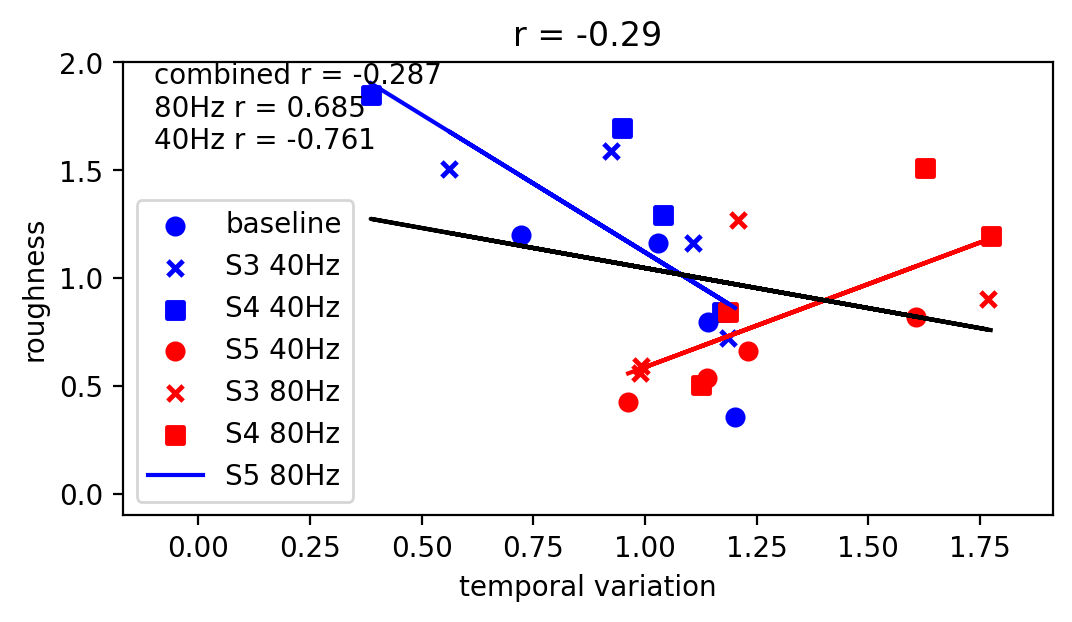 r = -0.29
combined r = -0.287
80Hz r = 0.685
40Hz r = -0.761
baseline
S3 40Hz
S4 40Hz
S5 40Hz
S3 80Hz
S4 80Hz
S5 80Hz
2.0
1.5
1.0
0.5
0.0
roughness
0.00 0.25 0.50 0.75 1.00 1.25 1.50 1.75
temporal variation